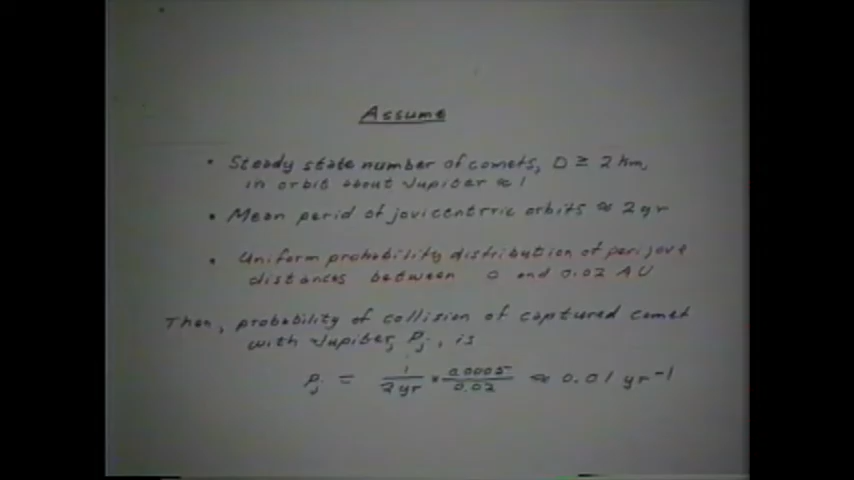 Assume
• Steady state number of comets, D ≥ 2 km,
in orbit about Jupiter ≈ 1
• Mean perid of jovicentric orbits ≈ 2 yr
• Uniform probability distribution of perijove
distances between 0 and 0.02 AU
Then, probability of collision of captured comet
with Jupiter, Pj, is
Pj = 1/2yr × 0.0005/0.02 ≈ 0.01 yr⁻¹